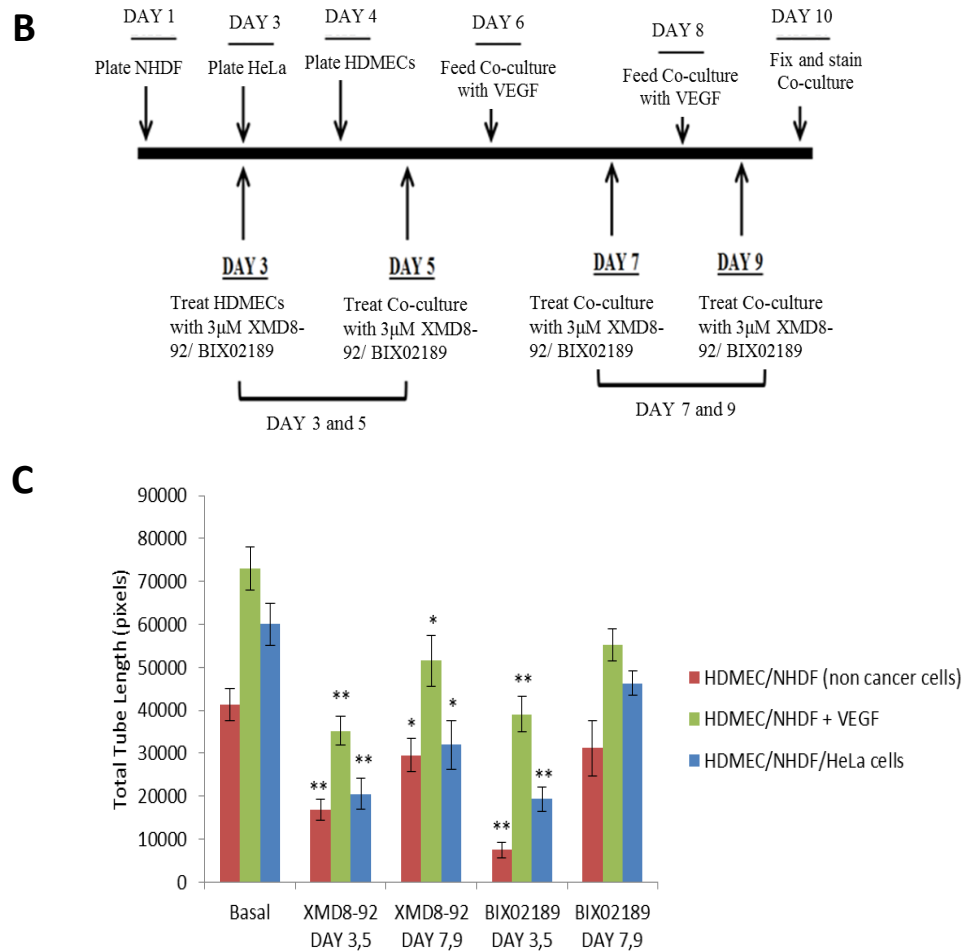 B
DAY 1
DAY 3
DAY 4
DAY 6
DAY 8
DAY 10
Plate NHDF
Plate HeLa
Plate HDMECs
Feed Co-culture
with VEGF
Feed Co-culture
with VEGF
Fix and stain
Co-culture
DAY 3
Treat HDMECs
with 3μM XMD8-
92/ BIX02189
DAY 5
Treat Co-culture
with 3μM XMD8-
92/ BIX02189
DAY 7
Treat Co-culture
with 3μM XMD8-
92/ BIX02189
DAY 9
Treat Co-culture
with 3μM XMD8-
92/ BIX02189
DAY 3 and 5
DAY 7 and 9
C
Total Tube Length (pixels)
90000
80000
70000
60000
50000
40000
30000
20000
10000
0
**
**
**
*
*
*
**
**
**
Basal
XMD8-92
DAY 3,5
XMD8-92
DAY 7,9
BIX02189
DAY 3,5
BIX02189
DAY 7,9
HDMEC/NHDF (non cancer cells)
HDMEC/NHDF + VEGF
HDMEC/NHDF/HeLa cells